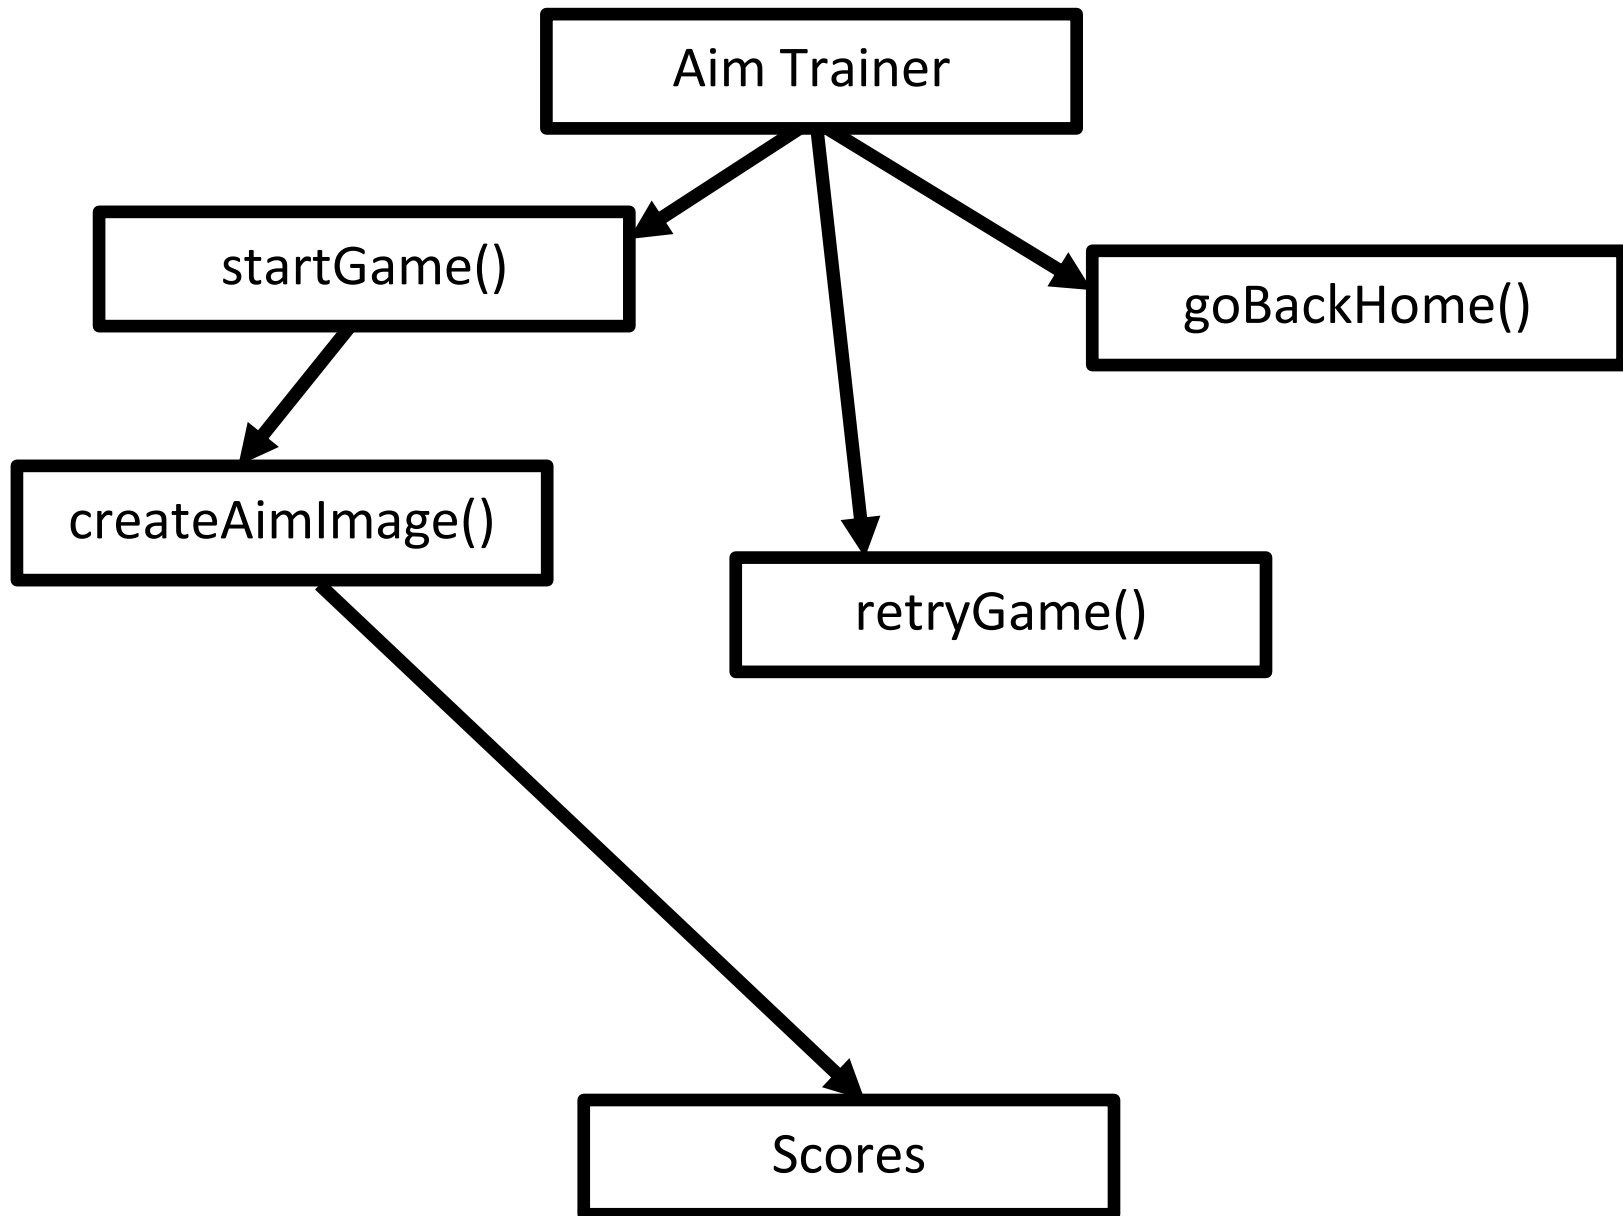 Aim Trainer
startGame()
goBackHome()
createAimImage()
retryGame()
Scores